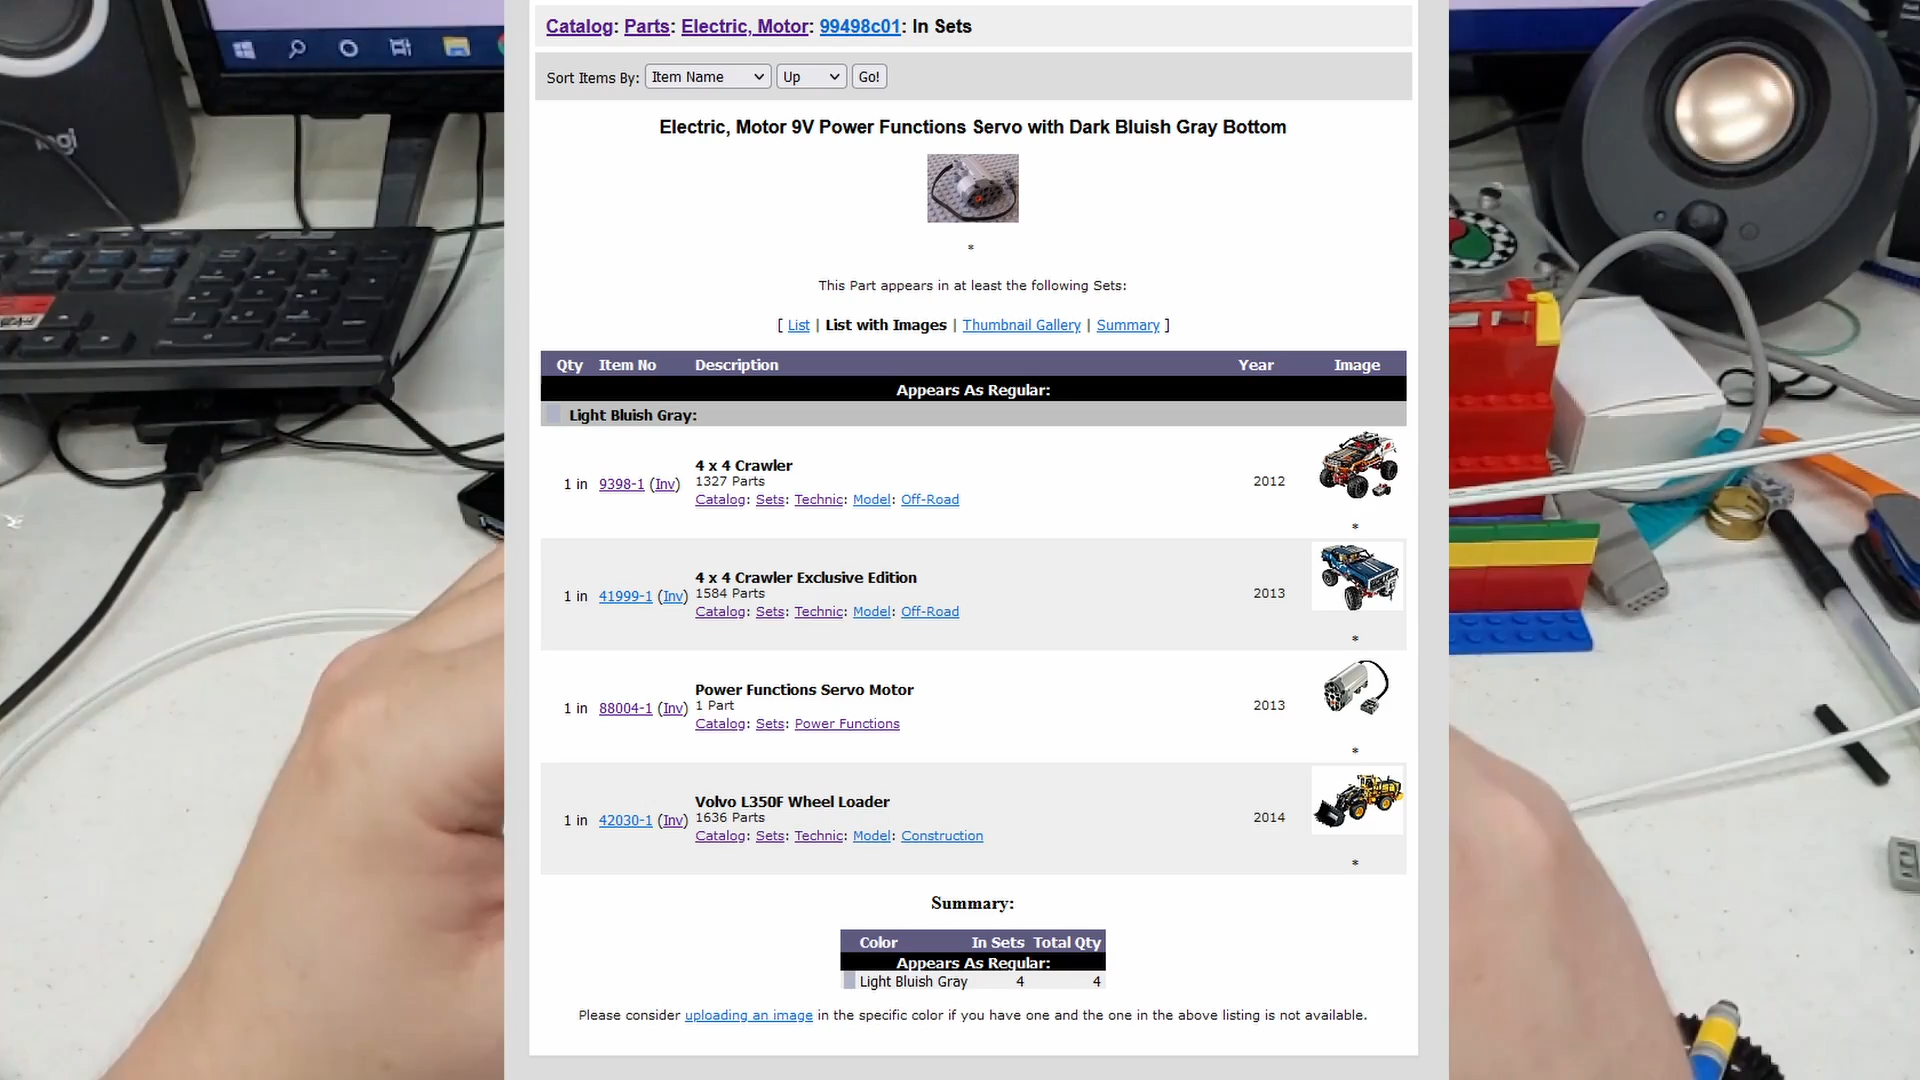 Catalog: Parts: Electric, Motor: 99498c01: In Sets
Sort Items By: Item Name Up Go!
Electric, Motor 9V Power Functions Servo with Dark Bluish Gray Bottom
*
This Part appears in at least the following Sets:
[ List | List with Images | Thumbnail Gallery | Summary ]
Qty Item No Description Year Image
Appears As Regular:
Light Bluish Gray:
4 x 4 Crawler
1 in 9398-1 (Inv) 1327 Parts 2012
Catalog: Sets: Technic: Model: Off-Road
*
4 x 4 Crawler Exclusive Edition
1 in 41999-1 (Inv) 1584 Parts 2013
Catalog: Sets: Technic: Model: Off-Road
*
Power Functions Servo Motor
1 in 88004-1 (Inv) 1 Part 2013
Catalog: Sets: Power Functions
*
Volvo L350F Wheel Loader
1 in 42030-1 (Inv) 1636 Parts 2014
Catalog: Sets: Technic: Model: Construction
*
Summary:
Color In Sets Total Qty
Appears As Regular:
Light Bluish Gray 4 4
Please consider uploading an image in the specific color if you have one and the one in the above listing is not available.